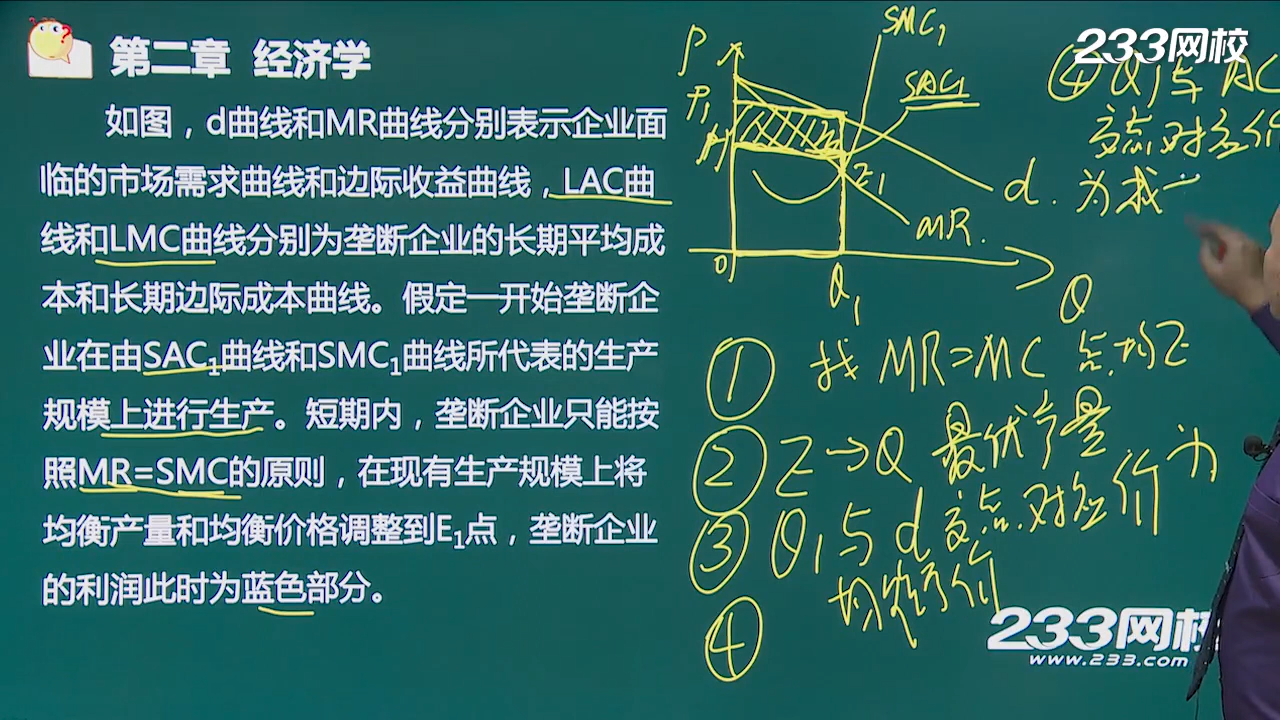 第二章 经济学
如图，d曲线和MR曲线分别表示企业面
临的市场需求曲线和边际收益曲线，LAC曲
线和LMC曲线分别为垄断企业的长期平均成
本和长期边际成本曲线。假定一开始垄断企
业在由SAC₁曲线和SMC₁曲线所代表的生产
规模上进行生产。短期内，垄断企业只能按
照MR=SMC的原则，在现有生产规模上将
均衡产量和均衡价格调整到E₁点，垄断企业
的利润此时为蓝色部分。
P
P₁
SMC₁
SAC₁
E₁
d
MR
O
Q₁
Q
① 找 MR=MC 点.均E
② E→Q 最优产量
③ Q₁与d交点.对应价为
均衡价
④
④ Q₁与AC
交点对应价
为成
233网校
233网校
www.233.com